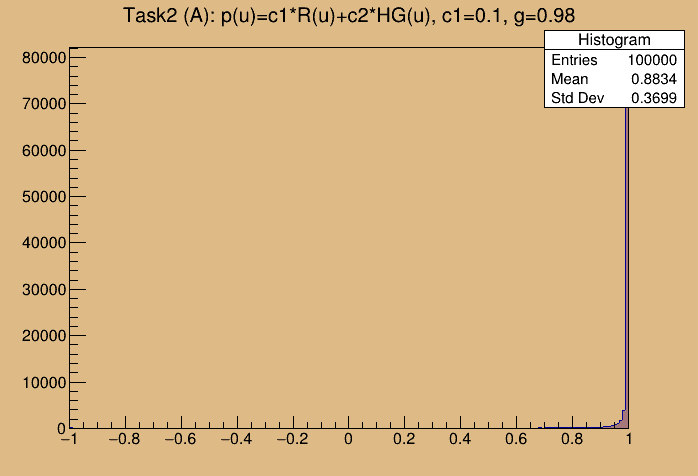 Task2 (A): p(u)=c1*R(u)+c2*HG(u), c1=0.1, g=0.98
Histogram
Entries 100000
Mean 0.8834
Std Dev 0.3699
80000
70000
60000
50000
40000
30000
20000
10000
0
−1 −0.8 −0.6 −0.4 −0.2 0 0.2 0.4 0.6 0.8 1